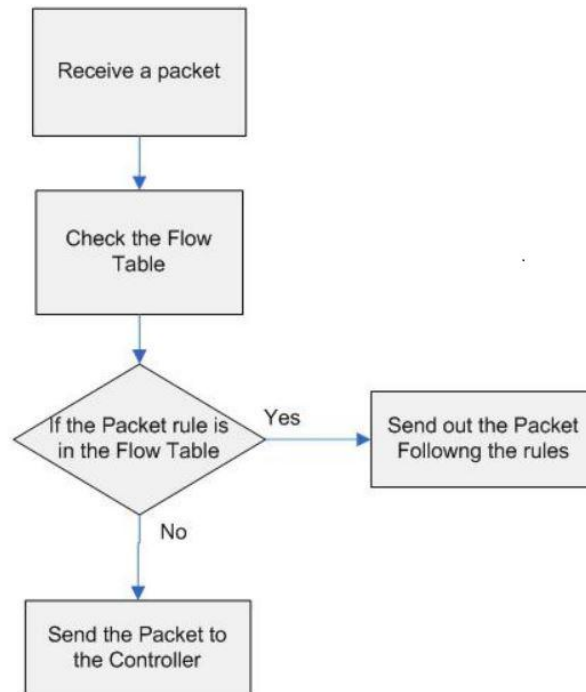 Receive a packet
Check the Flow
Table
If the Packet rule is
in the Flow Table
Yes
Send out the Packet
Followng the rules
No
Send the Packet to
the Controller